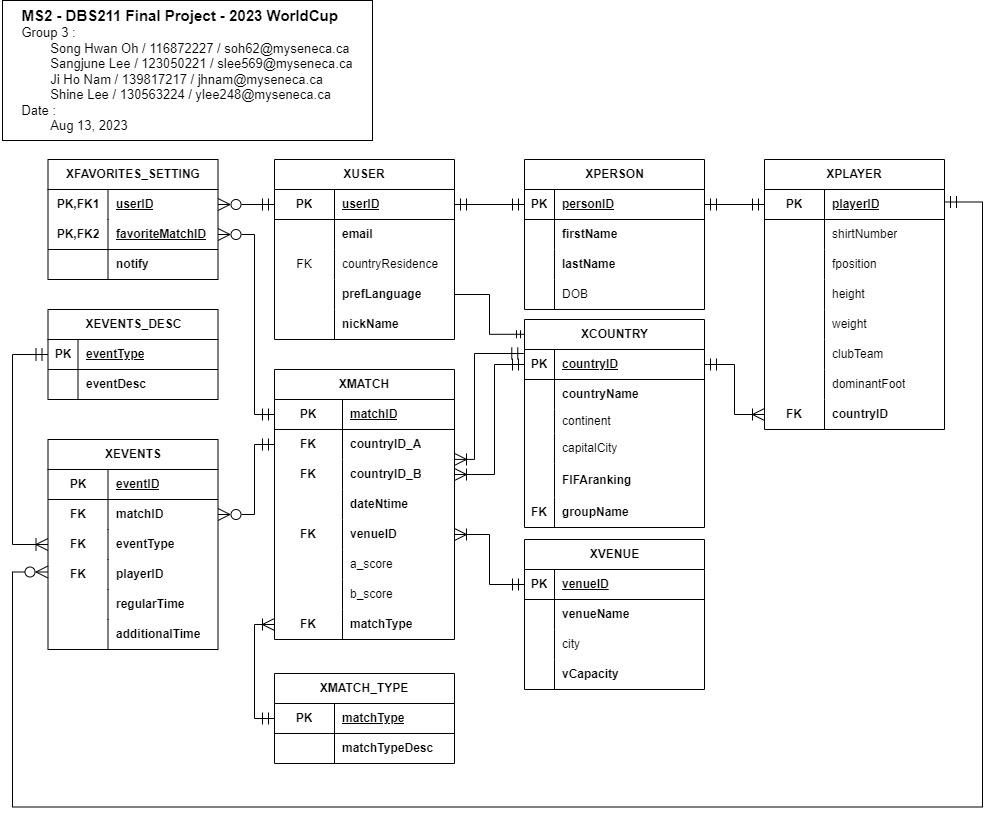 MS2 - DBS211 Final Project - 2023 WorldCup
Group 3 :
Song Hwan Oh / 116872227 / soh62@myseneca.ca
Sangjune Lee / 123050221 / slee569@myseneca.ca
Ji Ho Nam / 139817217 / jhnam@myseneca.ca
Shine Lee / 130563224 / ylee248@myseneca.ca
Date :
Aug 13, 2023
XFAVORITES_SETTING
PK,FK1 userID
PK,FK2 favoriteMatchID
notify
XUSER
PK userID
email
FK countryResidence
prefLanguage
nickName
XPERSON
PK personID
firstName
lastName
DOB
XPLAYER
PK playerID
shirtNumber
fposition
height
weight
clubTeam
dominantFoot
FK countryID
XEVENTS_DESC
PK eventType
eventDesc
XMATCH
PK matchID
FK countryID_A
FK countryID_B
dateNtime
FK venueID
a_score
b_score
FK matchType
XCOUNTRY
PK countryID
countryName
continent
capitalCity
FIFAranking
FK groupName
XEVENTS
PK eventID
FK matchID
FK eventType
FK playerID
regularTime
additionalTime
XVENUE
PK venueID
venueName
city
vCapacity
XMATCH_TYPE
PK matchType
matchTypeDesc